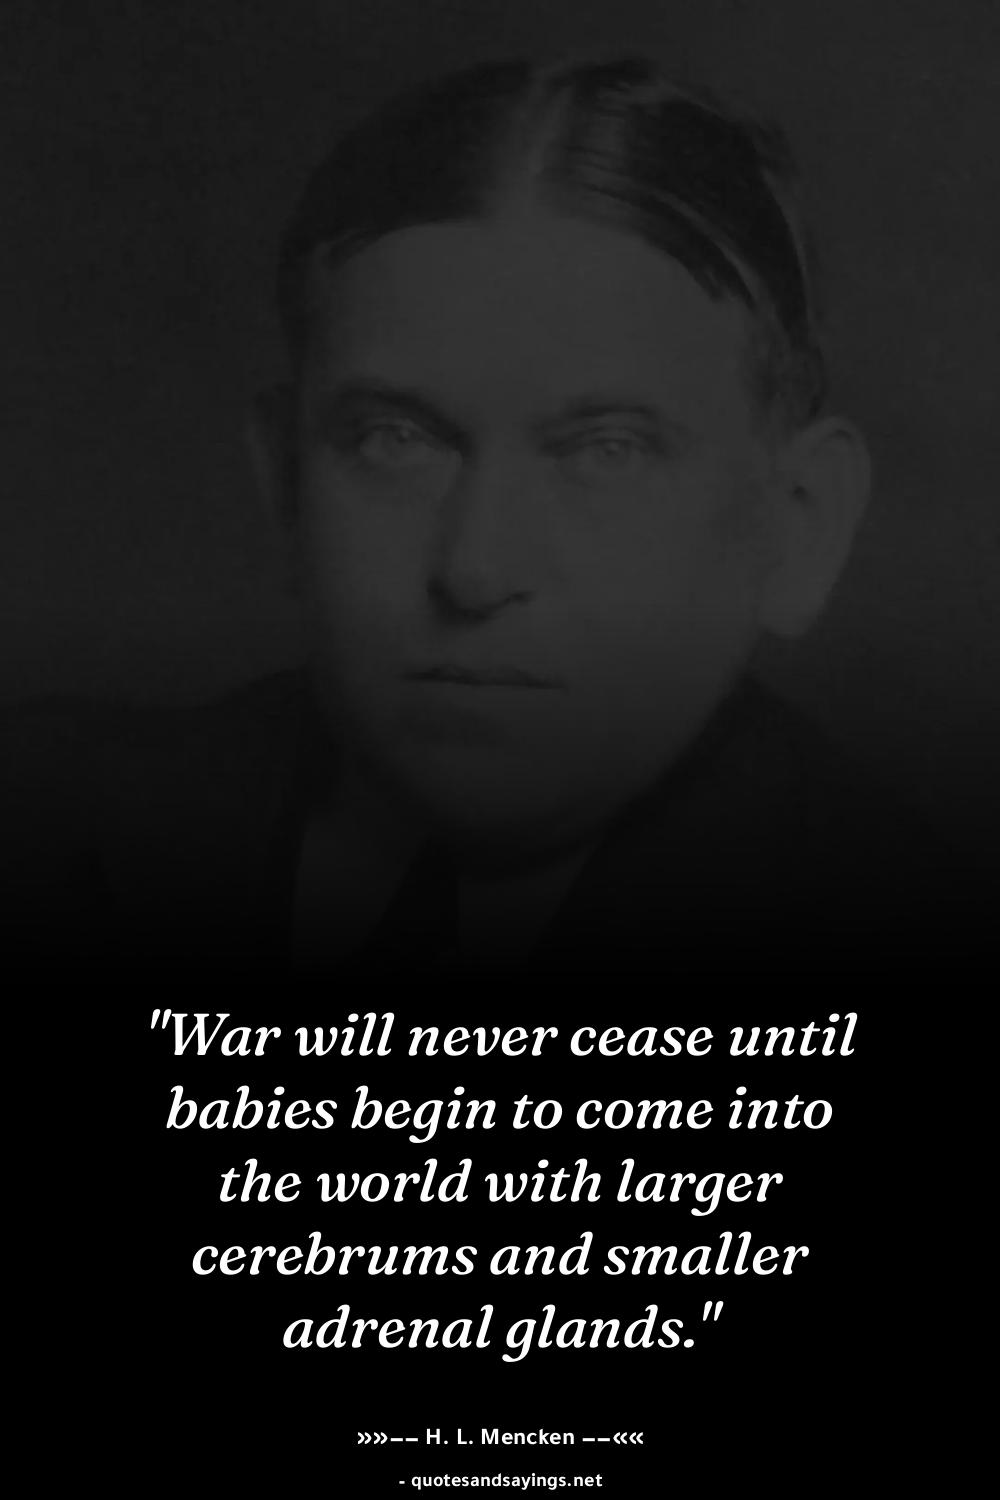 "War will never cease until
babies begin to come into
the world with larger
cerebrums and smaller
adrenal glands."
»»–– H. L. Mencken ––««
- quotesandsayings.net